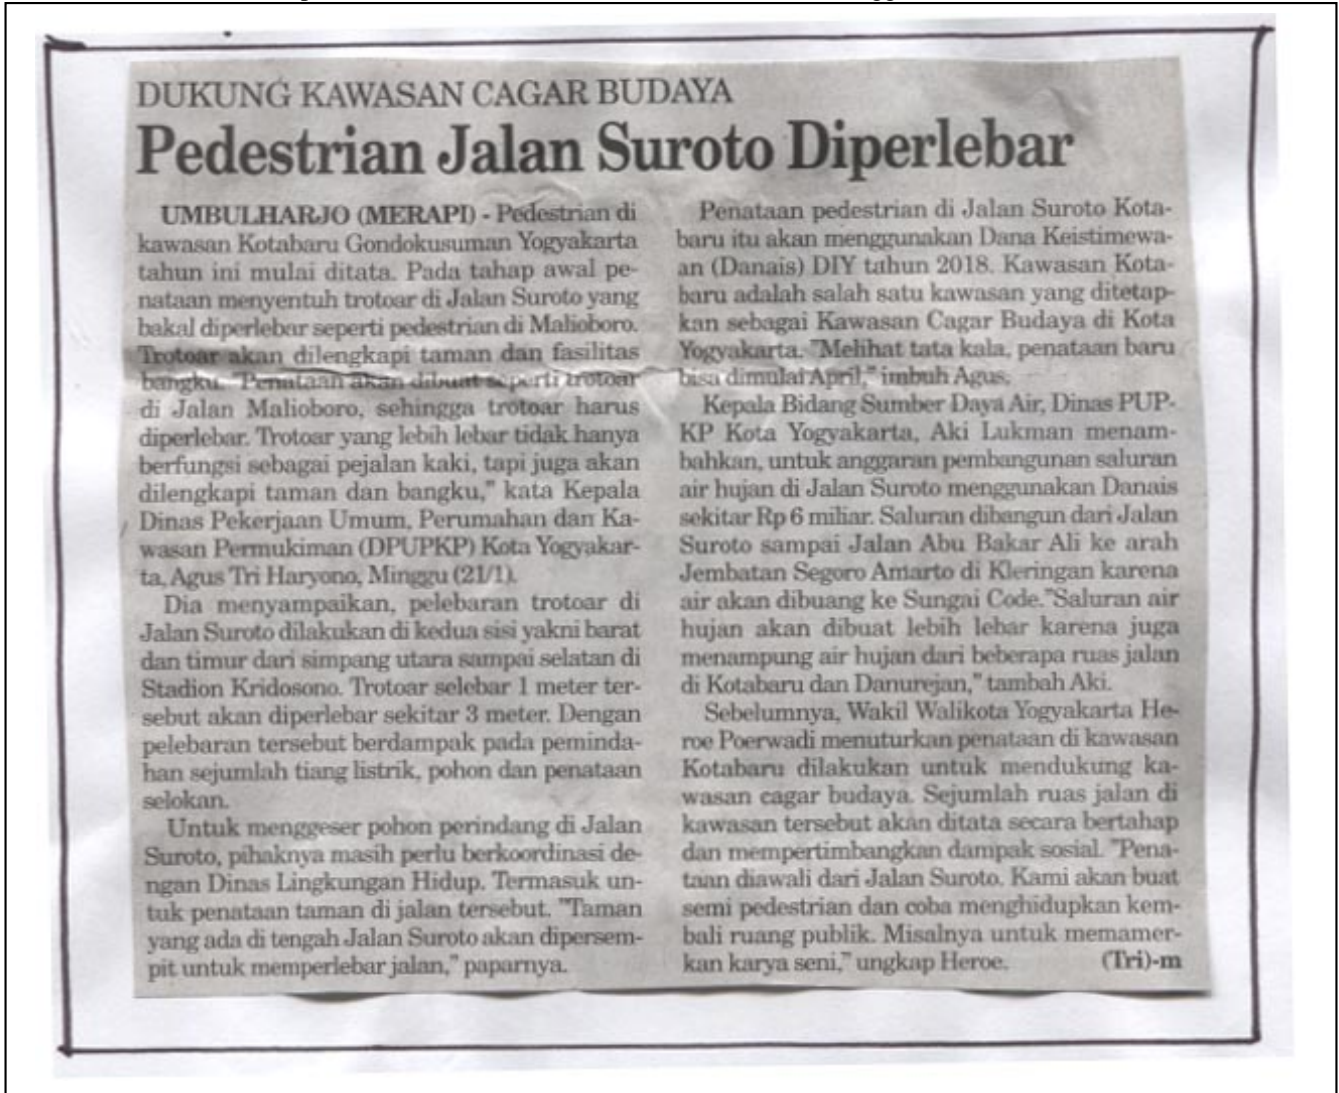 DUKUNG KAWASAN CAGAR BUDAYA
Pedestrian Jalan Suroto Diperlebar
UMBULHARJO (MERAPI) - Pedestrian di
kawasan Kotabaru Gondokusuman Yogyakarta
tahun ini mulai ditata. Pada tahap awal pe-
nataan menyentuh trotoar di Jalan Suroto yang
bakal diperlebar seperti pedestrian di Malioboro.
Trotoar akan dilengkapi taman dan fasilitas
bangku. "Penataan akan dibuat seperti trotoar
di Jalan Malioboro, sehingga trotoar harus
diperlebar. Trotoar yang lebih lebar tidak hanya
berfungsi sebagai pejalan kaki, tapi juga akan
dilengkapi taman dan bangku," kata Kepala
Dinas Pekerjaan Umum, Perumahan dan Ka-
wasan Permukiman (DPUPKP) Kota Yogyakar-
ta, Agus Tri Haryono, Minggu (21/1).
Dia menyampaikan, pelebaran trotoar di
Jalan Suroto dilakukan di kedua sisi yakni barat
dan timur dari simpang utara sampai selatan di
Stadion Kridosono. Trotoar selebar 1 meter ter-
sebut akan diperlebar sekitar 3 meter. Dengan
pelebaran tersebut berdampak pada peminda-
han sejumlah tiang listrik, pohon dan penataan
selokan.
Untuk menggeser pohon perindang di Jalan
Suroto, pihaknya masih perlu berkoordinasi de-
ngan Dinas Lingkungan Hidup. Termasuk un-
tuk penataan taman di jalan tersebut. "Taman
yang ada di tengah Jalan Suroto akan dipersem-
pit untuk memperlebar jalan," paparnya.
Penataan pedestrian di Jalan Suroto Kota-
baru itu akan menggunakan Dana Keistimewa-
an (Danais) DIY tahun 2018. Kawasan Kota-
baru adalah salah satu kawasan yang ditetap-
kan sebagai Kawasan Cagar Budaya di Kota
Yogyakarta. "Melihat tata kala, penataan baru
bisa dimulai April," imbuh Agus.
Kepala Bidang Sumber Daya Air, Dinas PUP-
KP Kota Yogyakarta, Aki Lukman menam-
bahkan, untuk anggaran pembangunan saluran
air hujan di Jalan Suroto menggunakan Danais
sekitar Rp 6 miliar. Saluran dibangun dari Jalan
Suroto sampai Jalan Abu Bakar Ali ke arah
Jembatan Segoro Amarto di Kleringan karena
air akan dibuang ke Sungai Code."Saluran air
hujan akan dibuat lebih lebar karena juga
menampung air hujan dari beberapa ruas jalan
di Kotabaru dan Danurejan," tambah Aki.
Sebelumnya, Wakil Walikota Yogyakarta He-
roe Poerwadi menuturkan penataan di kawasan
Kotabaru dilakukan untuk mendukung ka-
wasan cagar budaya. Sejumlah ruas jalan di
kawasan tersebut akan ditata secara bertahap
dan mempertimbangkan dampak sosial. "Pena-
taan diawali dari Jalan Suroto. Kami akan buat
semi pedestrian dan coba menghidupkan kem-
bali ruang publik. Misalnya untuk memamer-
kan karya seni," ungkap Heroe. (Tri)-m